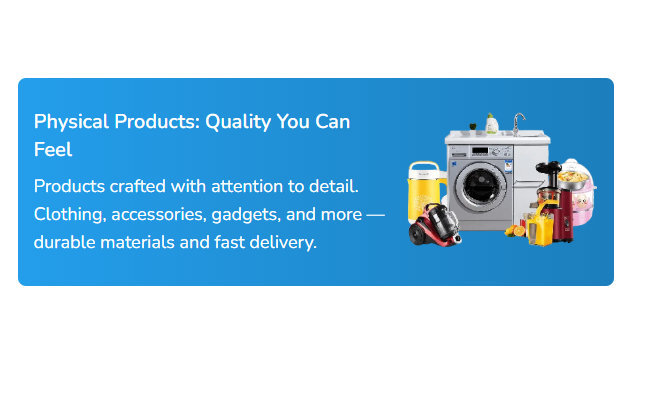 Physical Products: Quality You Can
Feel
Products crafted with attention to detail.
Clothing, accessories, gadgets, and more —
durable materials and fast delivery.